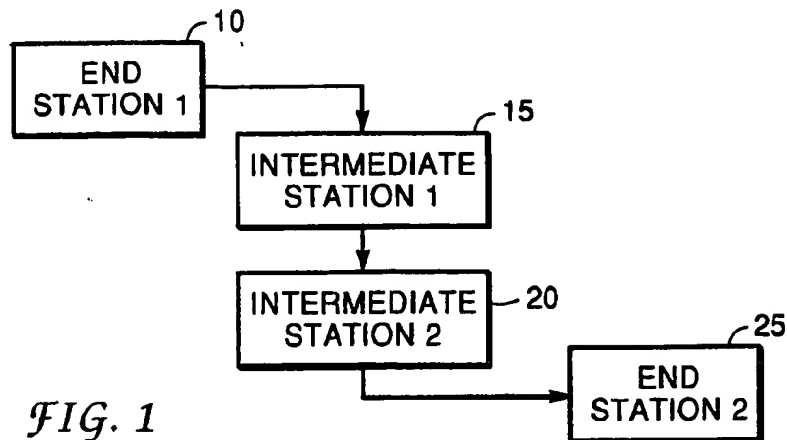 10
END
STATION 1
15
INTERMEDIATE
STATION 1
INTERMEDIATE
STATION 2
20
25
END
STATION 2
FIG. 1